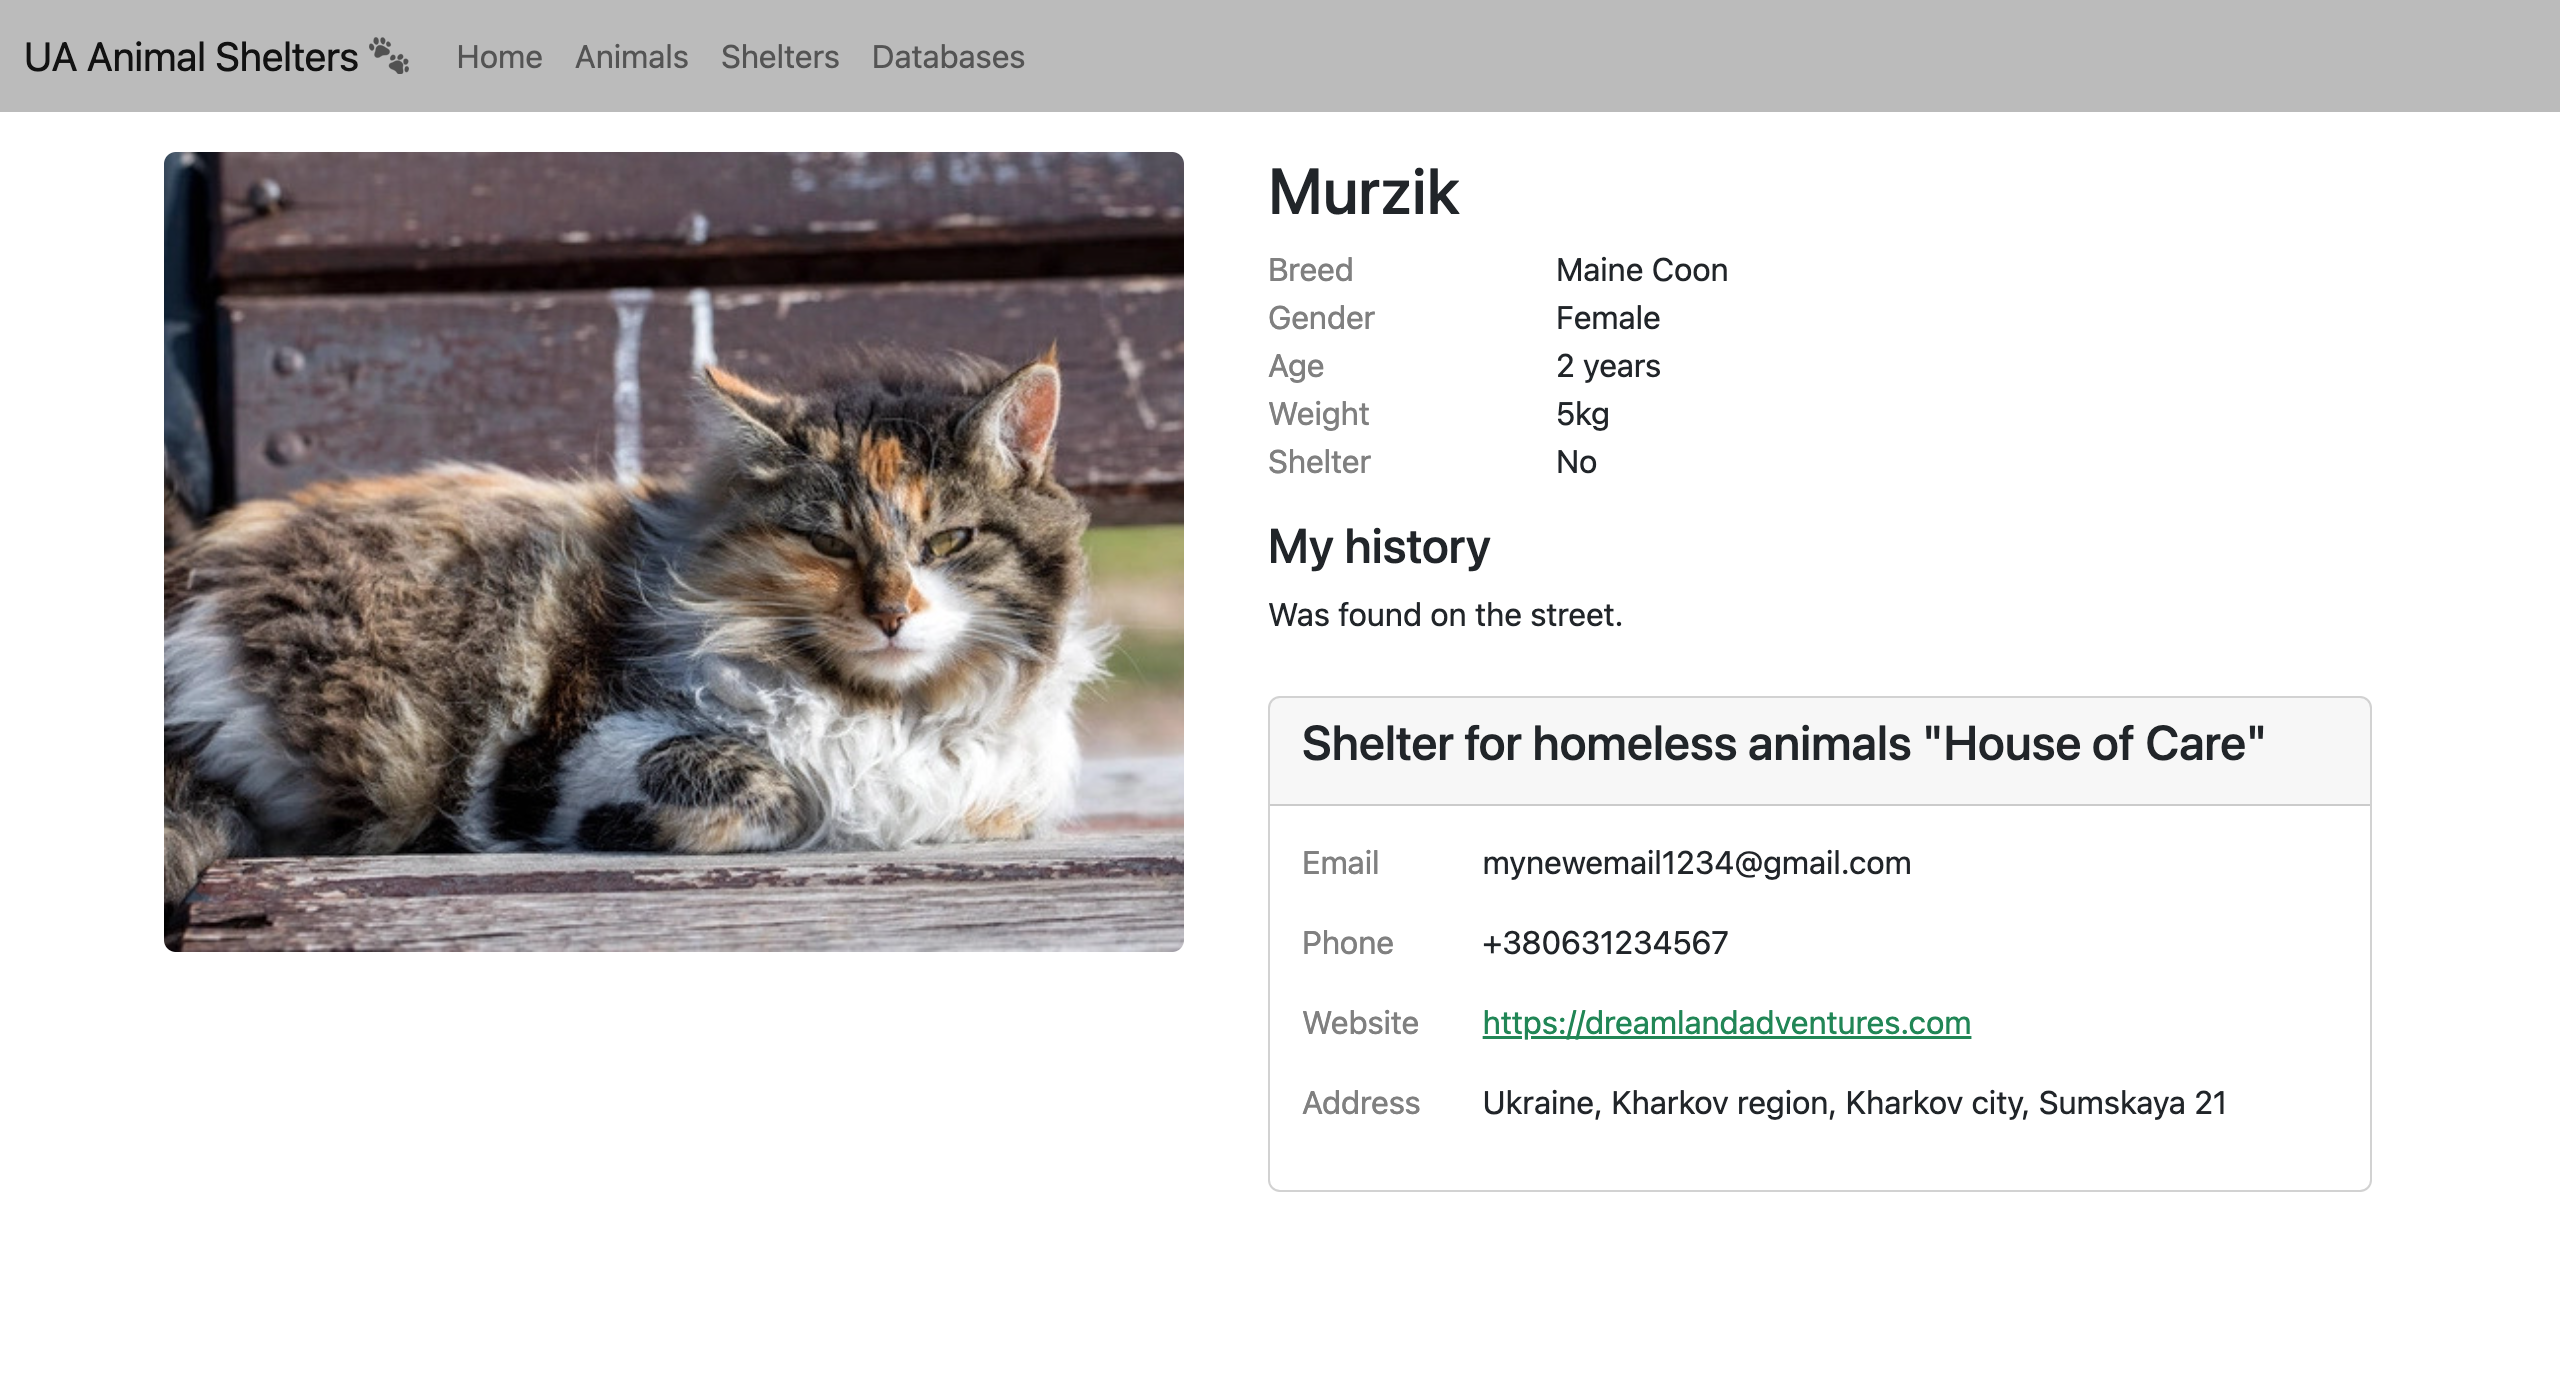 UA Animal Shelters 🐾 Home Animals Shelters Databases
Murzik
Breed Maine Coon
Gender Female
Age 2 years
Weight 5kg
Shelter No
My history
Was found on the street.
Shelter for homeless animals "House of Care"
Email mynewemail1234@gmail.com
Phone +380631234567
Website https://dreamlandadventures.com
Address Ukraine, Kharkov region, Kharkov city, Sumskaya 21